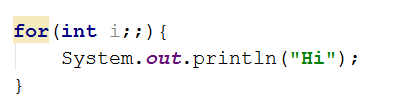 for(int i;;){
    System.out.println("Hi");
}